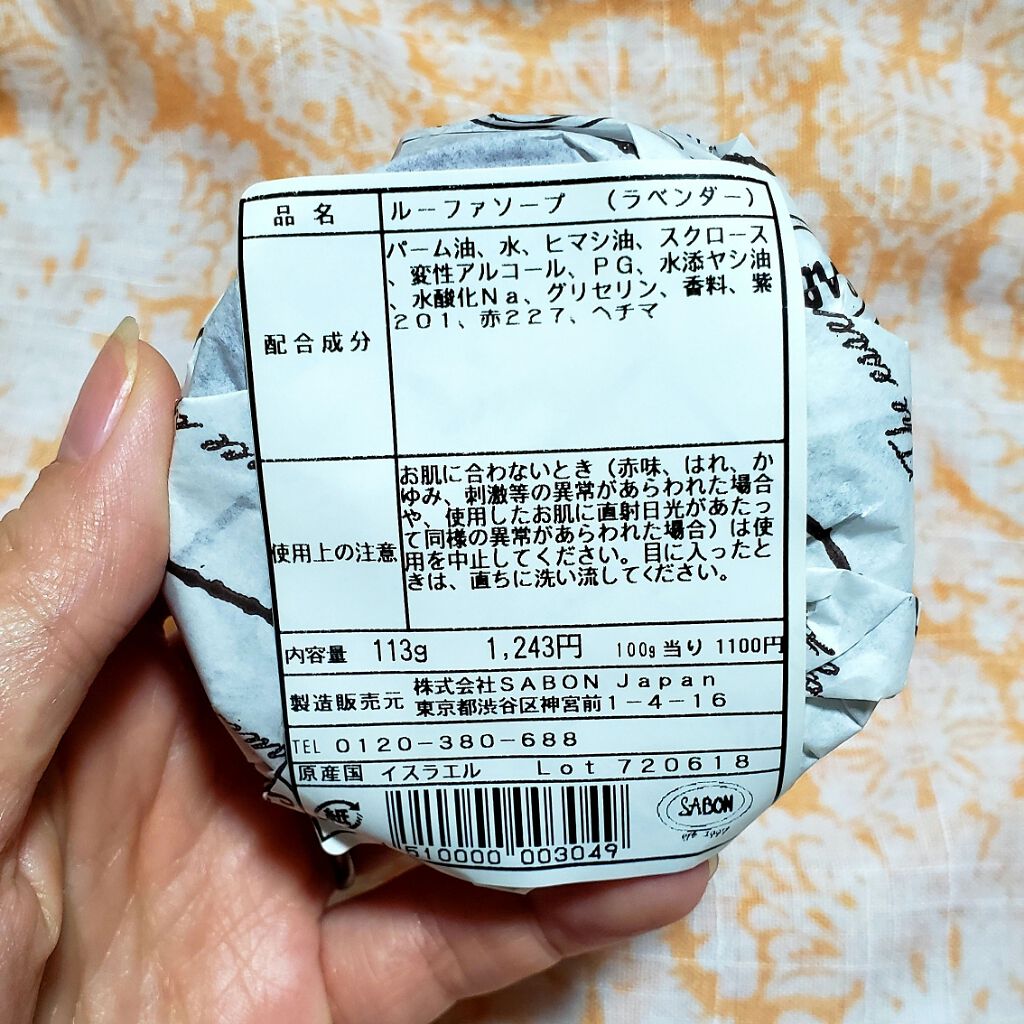 品名 ルーファソープ (ラベンダー)
配合成分
パーム油、水、ヒマシ油、スクロース
、変性アルコール、PG、水添ヤシ油
、水酸化Na、グリセリン、香料、紫
201、赤227、ヘチマ
使用上の注意
お肌に合わないとき(赤味、はれ、か
ゆみ、刺激等の異常があらわれた場合
や、使用したお肌に直射日光があたっ
て同様の異常があらわれた場合)は使
用を中止してください。目に入ったと
きは、直ちに洗い流してください。
内容量 113g 1,243円 100g当り 1100円
製造販売元 株式会社SABON Japan
東京都渋谷区神宮前1-4-16
TEL 0120-380-688
原産国 イスラエル Lot 720618
紙
510000 003049
SABON